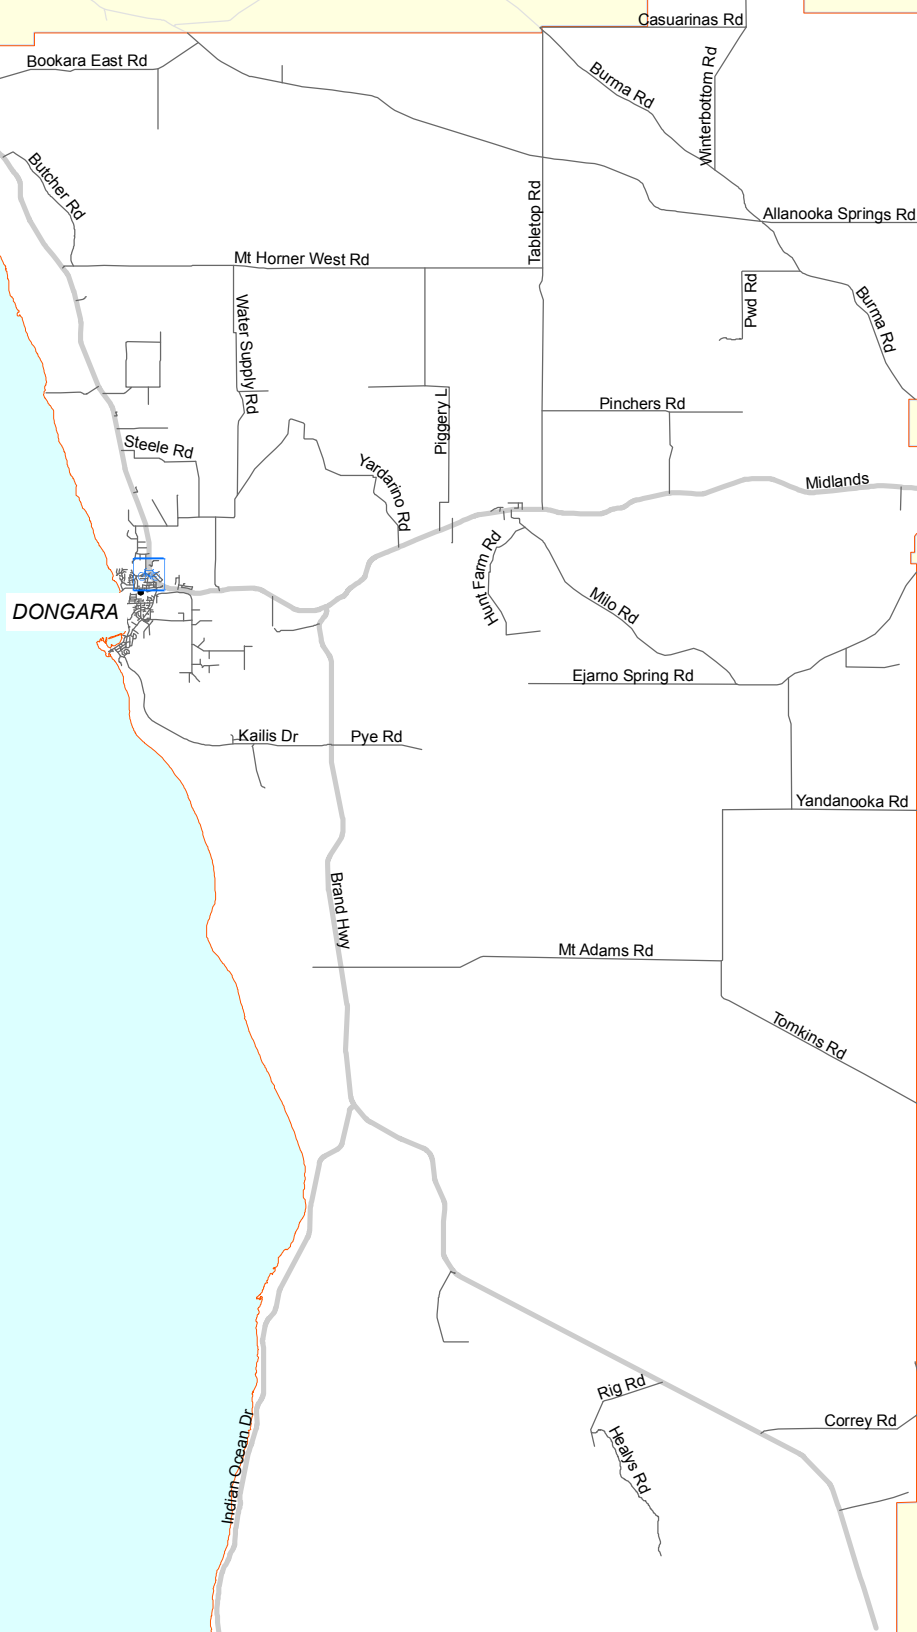 Casuarinas Rd
Bookara East Rd
Burma Rd
Winterbottom Rd
Butcher Rd
Tabletop Rd
Allanooka Springs Rd
Mt Horner West Rd
Water Supply Rd
Pwd Rd
Burma Rd
Piggery L
Pinchers Rd
Steele Rd
Yardarino Rd
Midlands
Hunt Farm Rd
Milo Rd
DONGARA
Ejarno Spring Rd
Kailis Dr
Pye Rd
Yandanooka Rd
Brand Hwy
Mt Adams Rd
Tomkins Rd
Rig Rd
Correy Rd
Healys Rd
Indian Ocean Dr